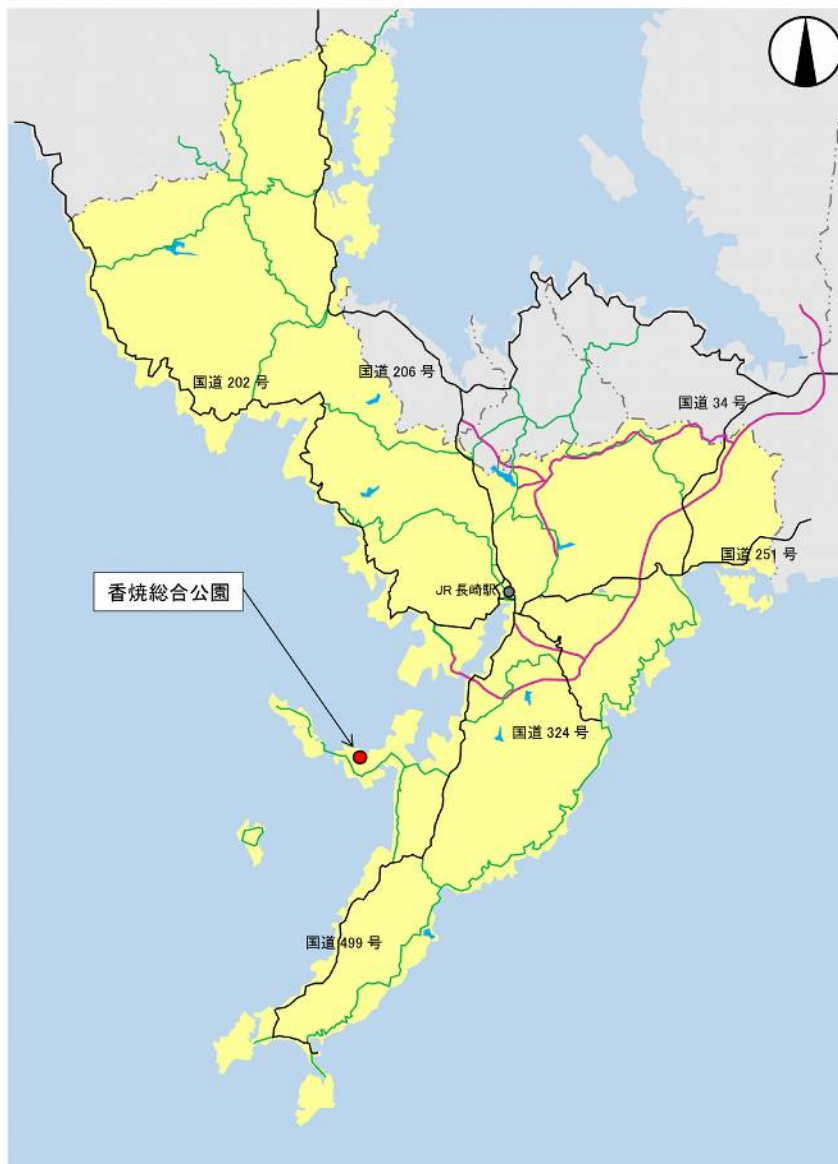 国道 202 号
国道 206 号
国道 34 号
国道 251 号
香焼総合公園
JR 長崎駅
国道 324 号
国道 499 号